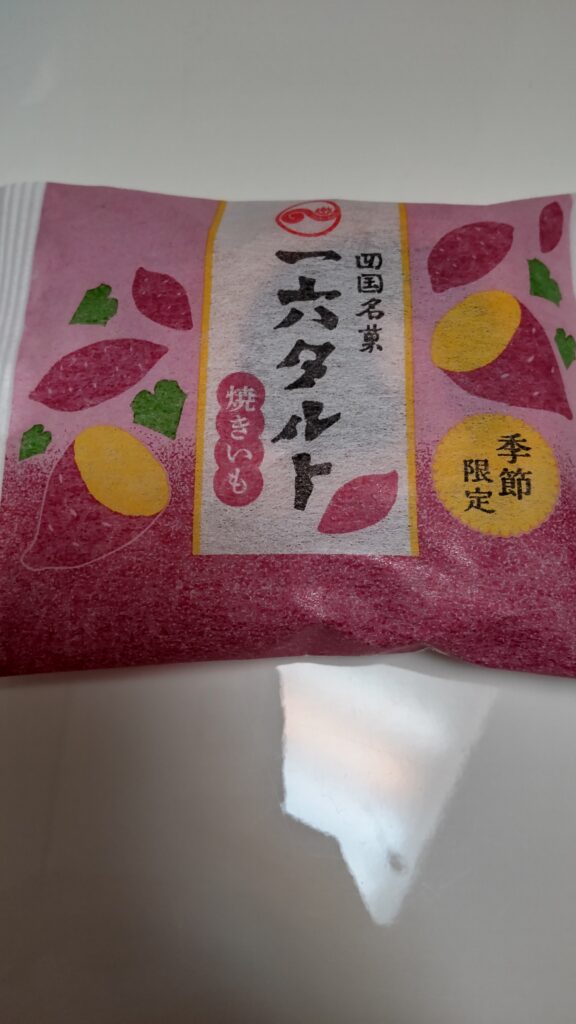 四国名菓
一六タルト
焼きいも
季節
限定